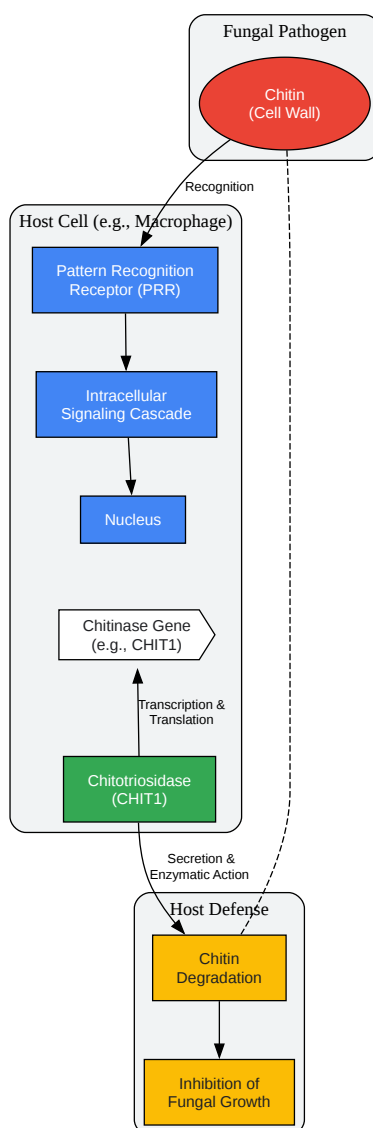 Fungal Pathogen
Chitin
(Cell Wall)
Recognition
Host Cell (e.g., Macrophage)
Pattern Recognition
Receptor (PRR)
Intracellular
Signaling Cascade
Nucleus
Chitinase Gene
(e.g., CHIT1)
Transcription &
Translation
Chitotriosidase
(CHIT1)
Secretion &
Enzymatic Action
Host Defense
Chitin
Degradation
Inhibition of
Fungal Growth